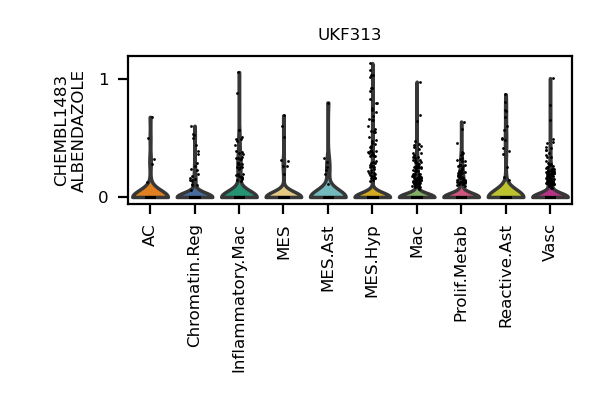 UKF313
CHEMBL1483
ALBENDAZOLE
1
0
AC
Chromatin.Reg
Inflammatory.Mac
MES
MES.Ast
MES.Hyp
Mac
Prolif.Metab
Reactive.Ast
Vasc